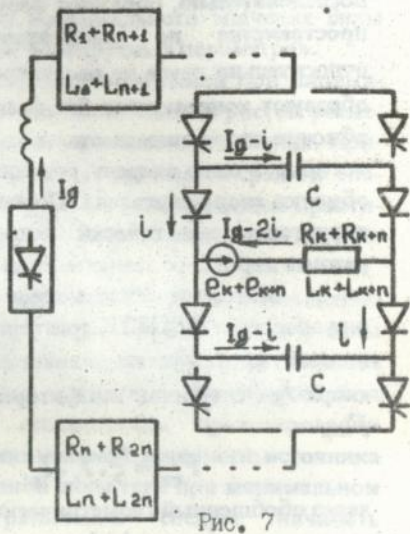 R₁+Rₙ₊₁
L₁+Lₙ₊₁
Ig
Ig-i
C
i
Ig-2i
Rк+Rк+n
eк+eк+n
Lк+Lк+n
i
Ig-i
C
Rn+R2n
Ln+L2n
Рис. 7